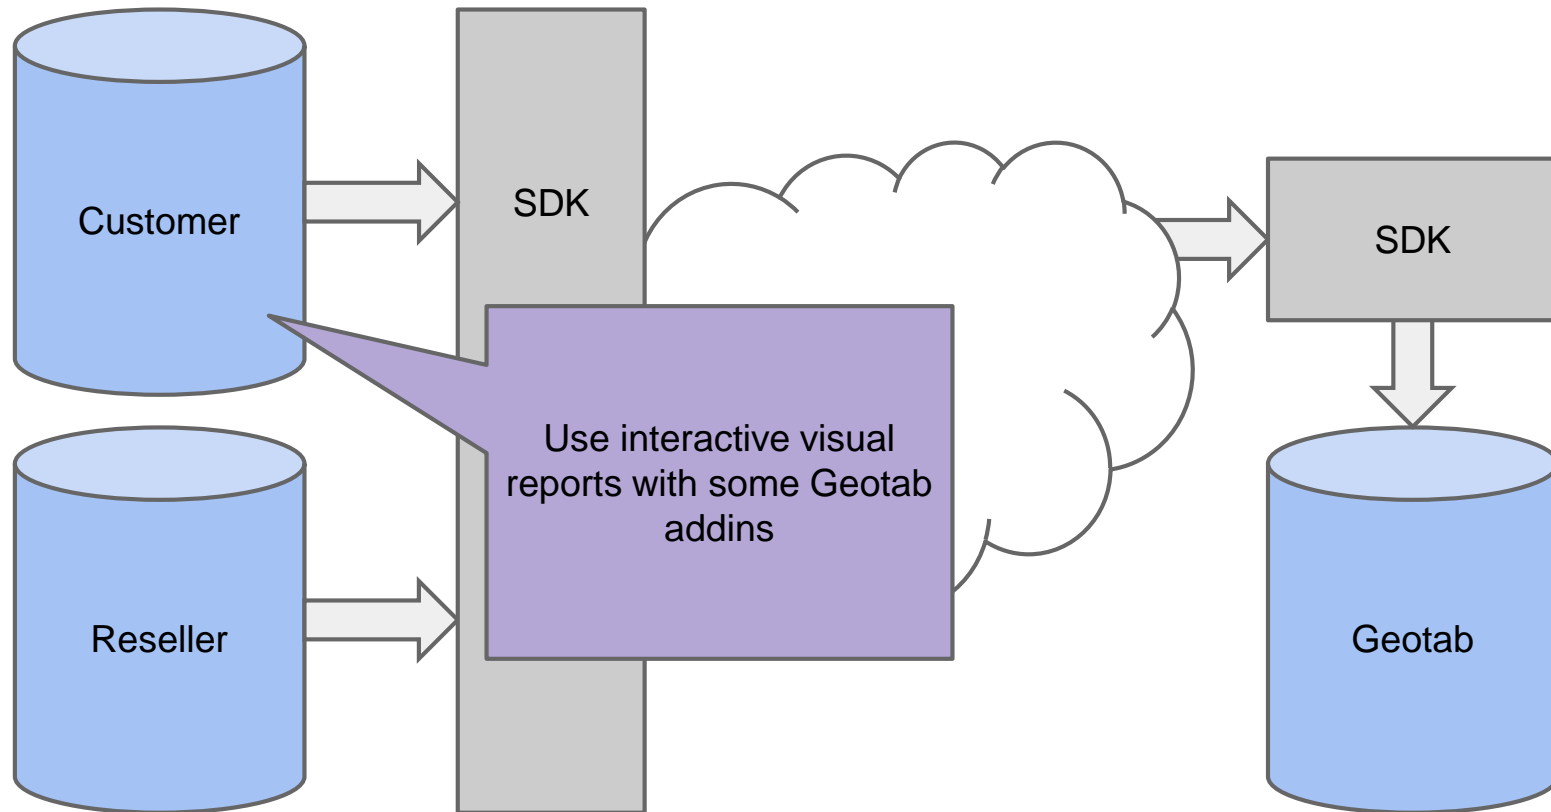 Customer
SDK
SDK
Use interactive visual
reports with some Geotab
addins
Reseller
Geotab